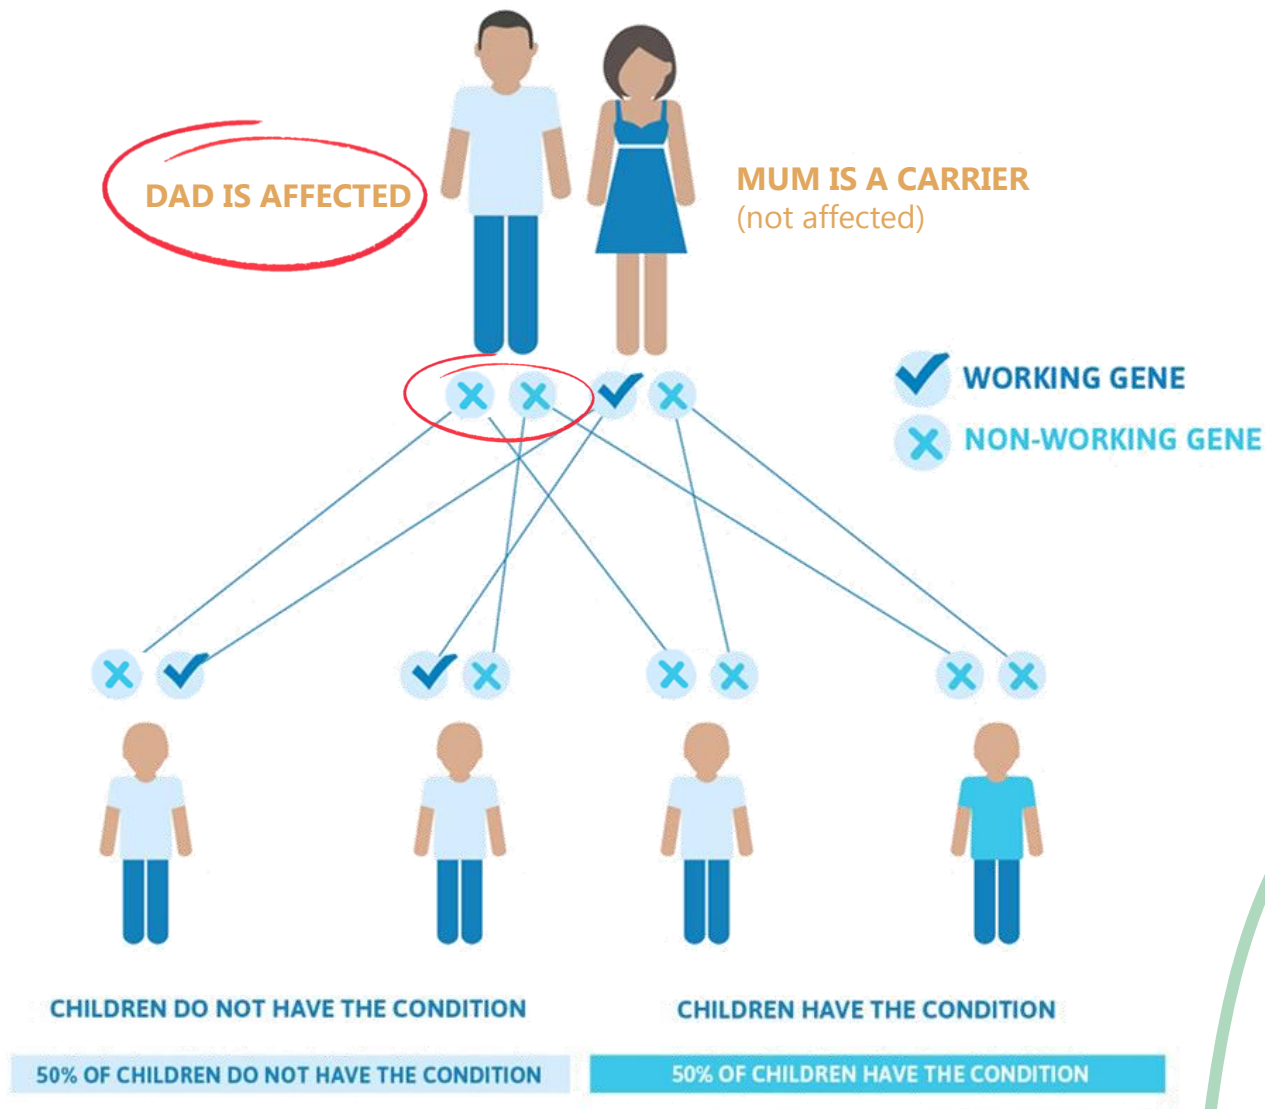 DAD IS AFFECTED
MUM IS A CARRIER
(not affected)
WORKING GENE
NON-WORKING GENE
CHILDREN DO NOT HAVE THE CONDITION
CHILDREN HAVE THE CONDITION
50% OF CHILDREN DO NOT HAVE THE CONDITION
50% OF CHILDREN HAVE THE CONDITION